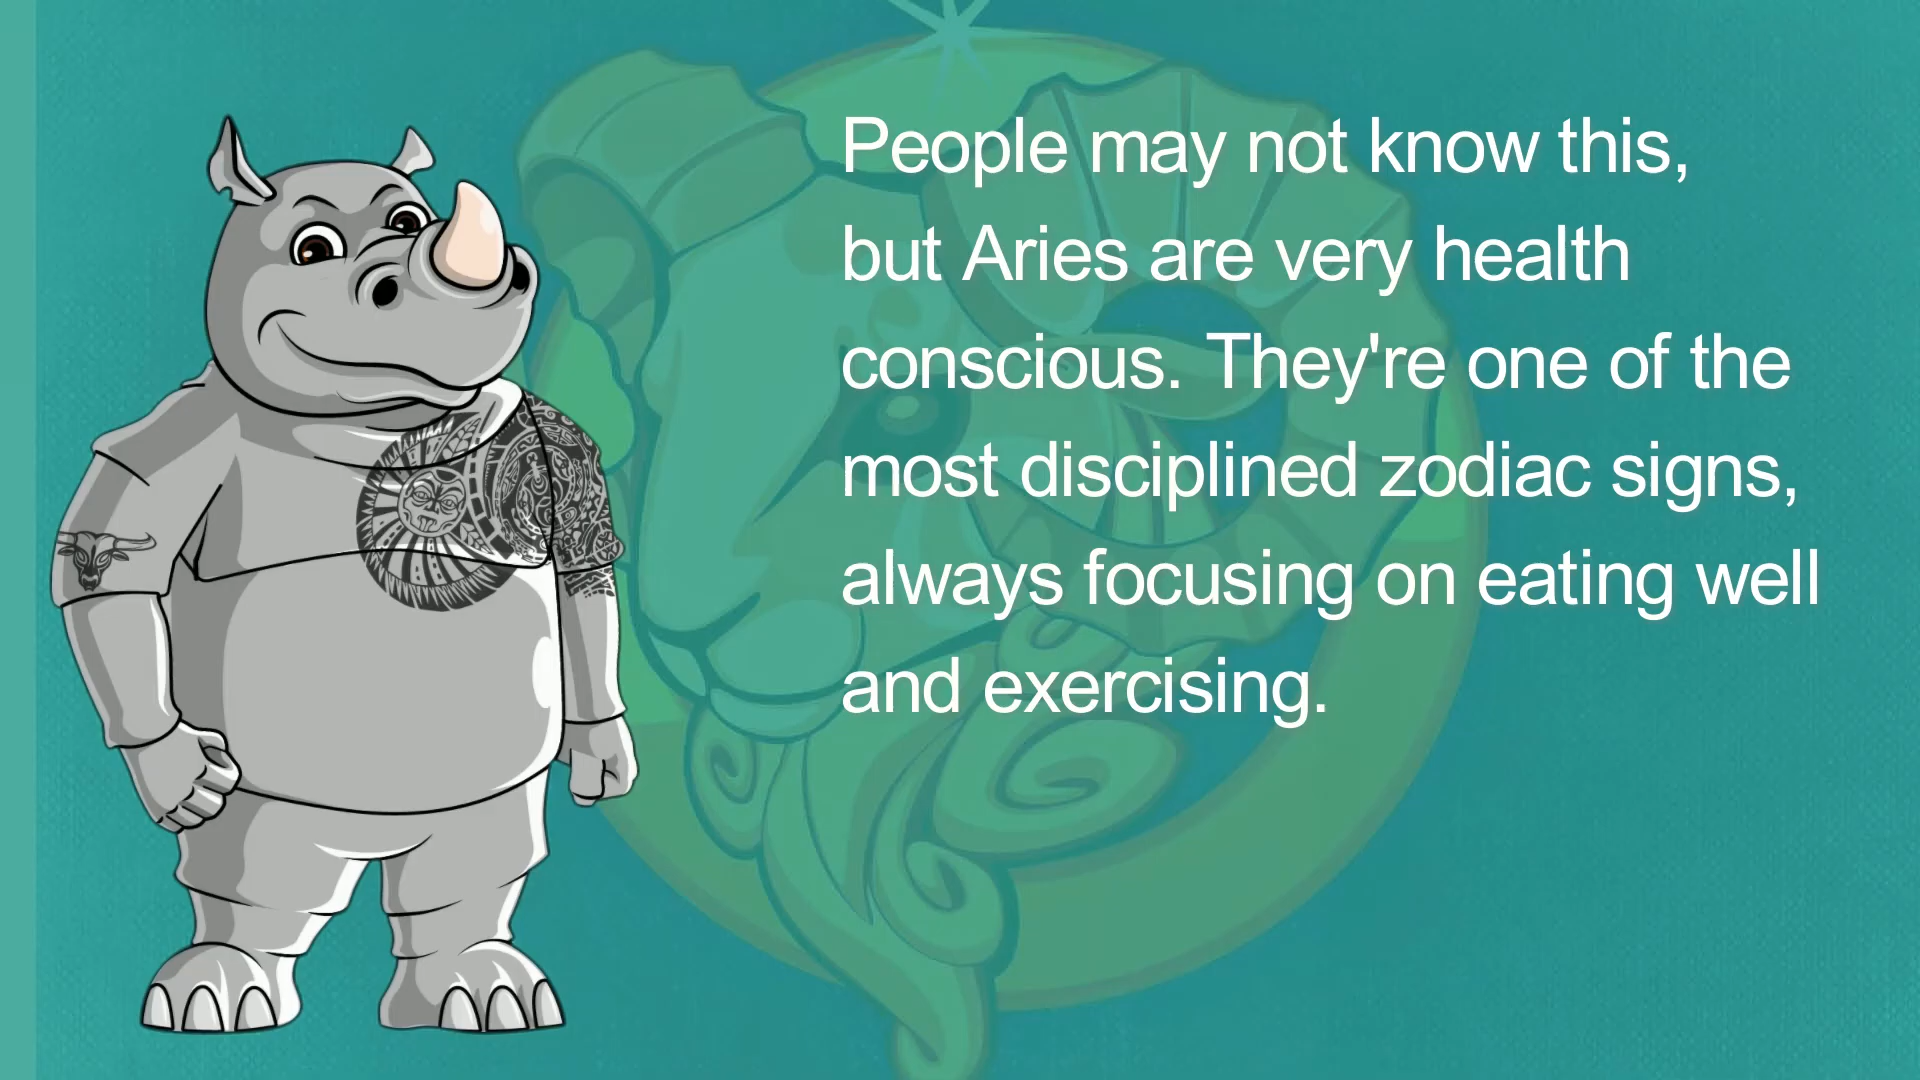 People may not know this,
but Aries are very health
conscious. They're one of the
most disciplined zodiac signs,
always focusing on eating well
and exercising.